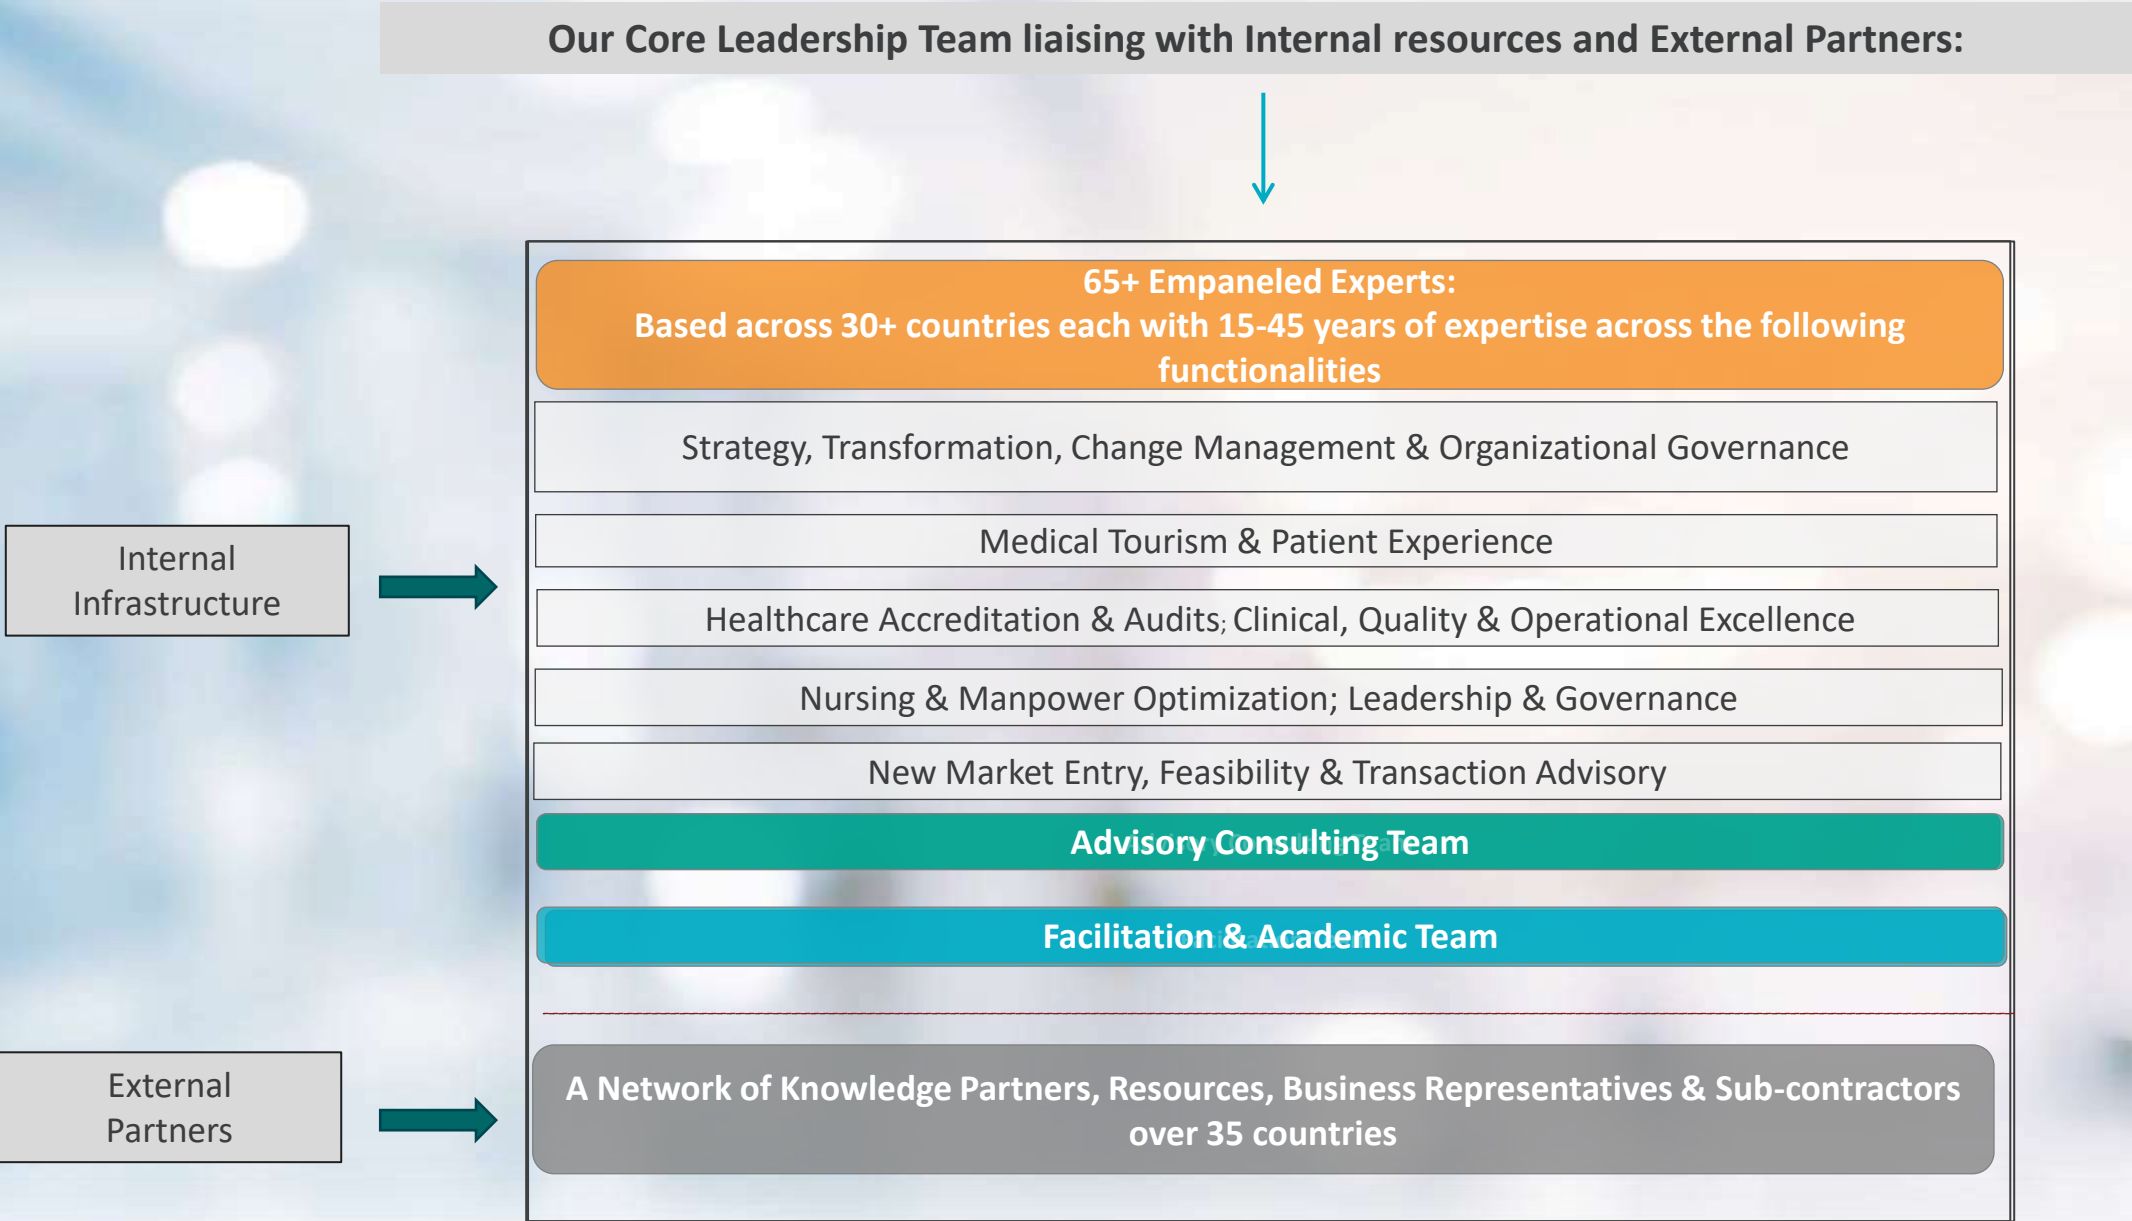 Our Core Leadership Team liaising with Internal resources and External Partners:
65+ Empaneled Experts:
Based across 30+ countries each with 15-45 years of expertise across the following
functionalities
Strategy, Transformation, Change Management & Organizational Governance
Medical Tourism & Patient Experience
Internal
Infrastructure
Healthcare Accreditation & Audits; Clinical, Quality & Operational Excellence
Nursing & Manpower Optimization; Leadership & Governance
New Market Entry, Feasibility & Transaction Advisory
Advisory Consulting Team
Facilitation & Academic Team
External
Partners
A Network of Knowledge Partners, Resources, Business Representatives & Sub-contractors
over 35 countries